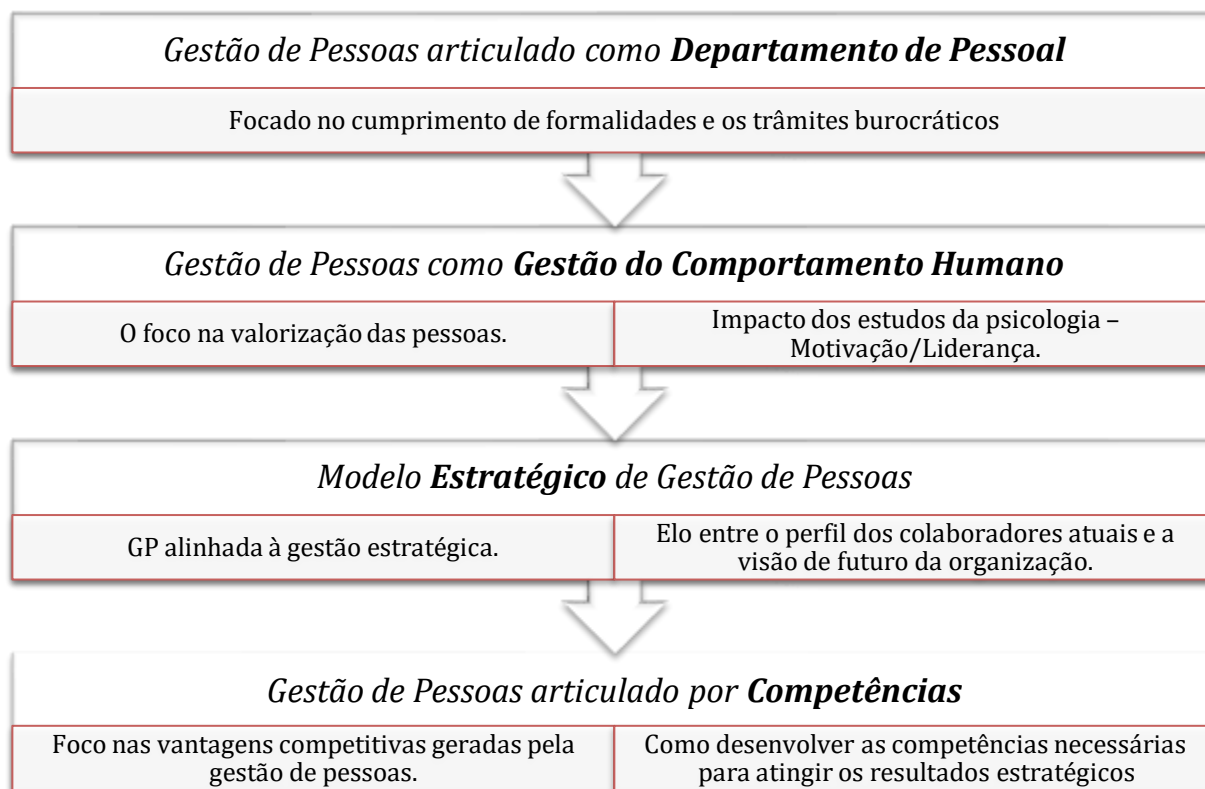 Gestão de Pessoas articulado como Departamento de Pessoal
Focado no cumprimento de formalidades e os trâmites burocráticos
Gestão de Pessoas como Gestão do Comportamento Humano
O foco na valorização das pessoas.
Impacto dos estudos da psicologia –
Motivação/Liderança.
Modelo Estratégico de Gestão de Pessoas
GP alinhada à gestão estratégica.
Elo entre o perfil dos colaboradores atuais e a
visão de futuro da organização.
Gestão de Pessoas articulado por Competências
Foco nas vantagens competitivas geradas pela
gestão de pessoas.
Como desenvolver as competências necessárias
para atingir os resultados estratégicos